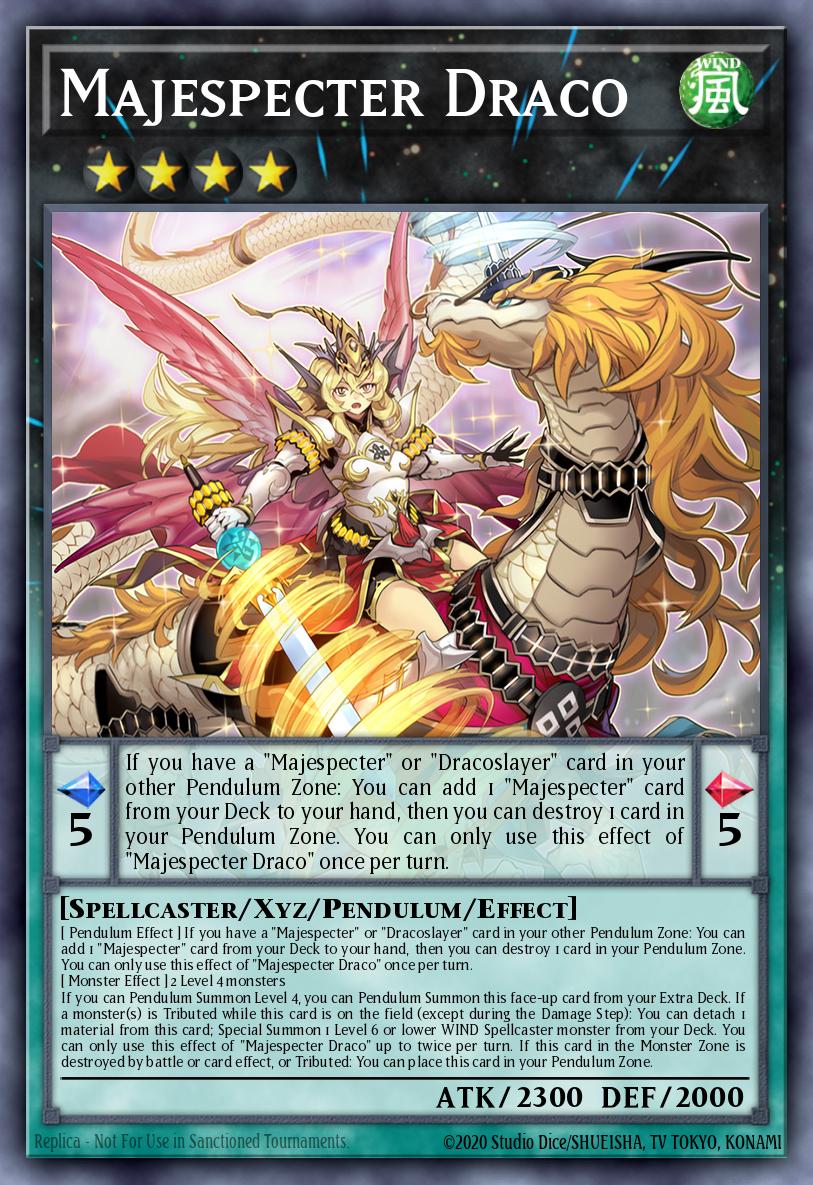 Majespecter Draco
WIND
風
If you have a "Majespecter" or "Dracoslayer" card in your
other Pendulum Zone: You can add 1 "Majespecter" card
from your Deck to your hand, then you can destroy 1 card in
your Pendulum Zone. You can only use this effect of
"Majespecter Draco" once per turn.
5
5
[Spellcaster/Xyz/Pendulum/Effect]
[ Pendulum Effect ] If you have a "Majespecter" or "Dracoslayer" card in your other Pendulum Zone: You can
add 1 "Majespecter" card from your Deck to your hand, then you can destroy 1 card in your Pendulum Zone.
You can only use this effect of "Majespecter Draco" once per turn.
[ Monster Effect ] 2 Level 4 monsters
If you can Pendulum Summon Level 4, you can Pendulum Summon this face-up card from your Extra Deck. If
a monster(s) is Tributed while this card is on the field (except during the Damage Step): You can detach 1
material from this card; Special Summon 1 Level 6 or lower WIND Spellcaster monster from your Deck. You
can only use this effect of "Majespecter Draco" up to twice per turn. If this card in the Monster Zone is
destroyed by battle or card effect, or Tributed: You can place this card in your Pendulum Zone.
ATK/2300 DEF/2000
Replica - Not For Use in Sanctioned Tournaments.
©2020 Studio Dice/SHUEISHA, TV TOKYO, KONAMI